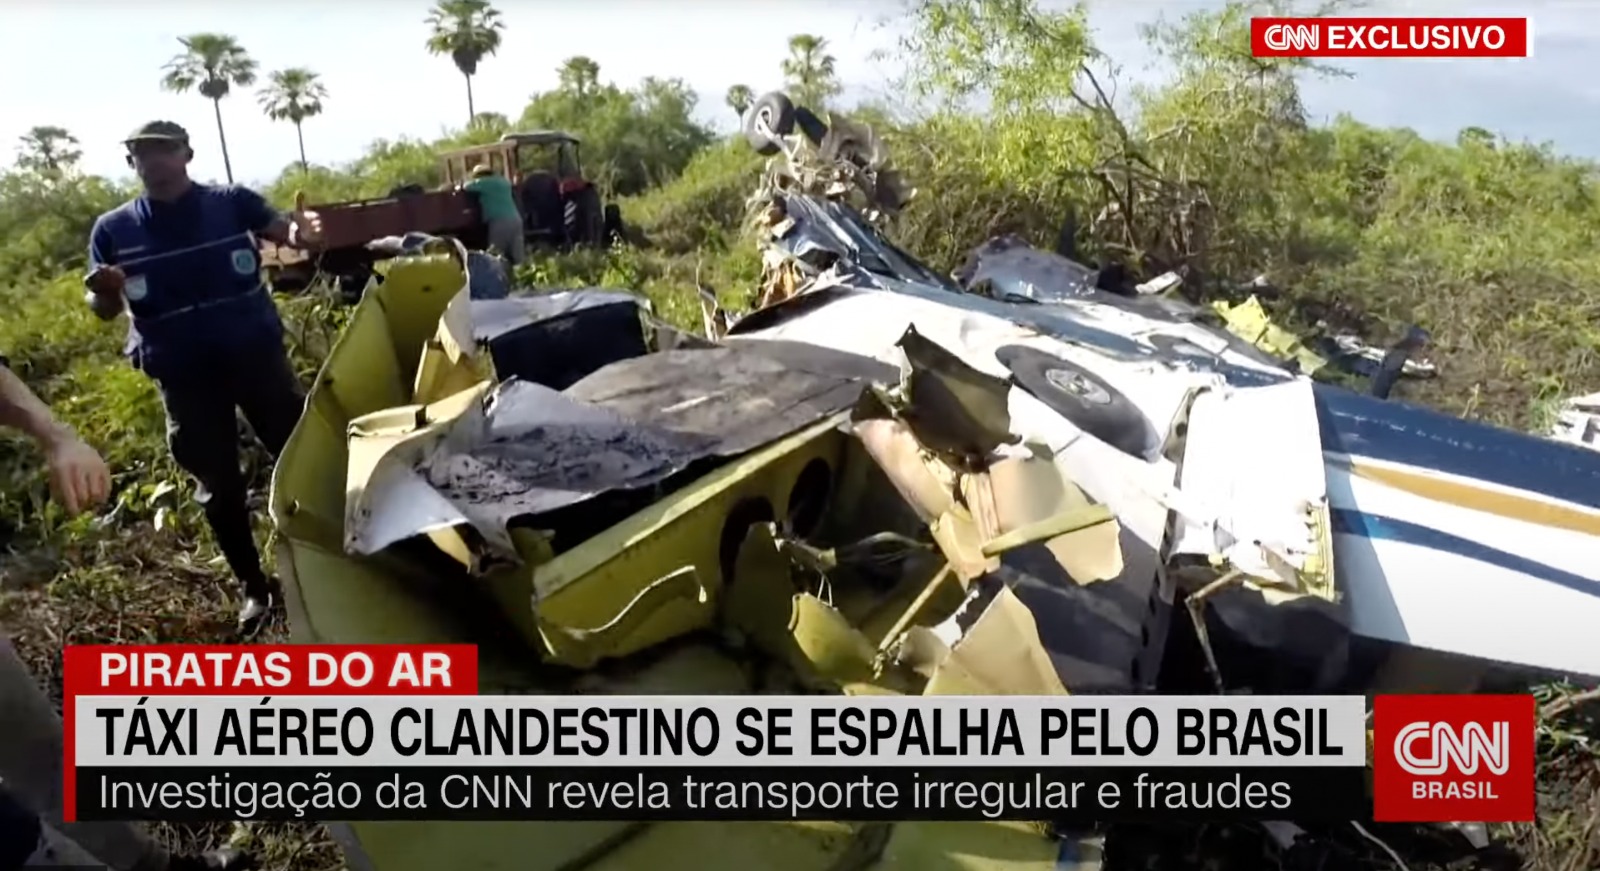 CNN EXCLUSIVO
PIRATAS DO AR
TÁXI AÉREO CLANDESTINO SE ESPALHA PELO BRASIL
Investigação da CNN revela transporte irregular e fraudes
CNN
BRASIL